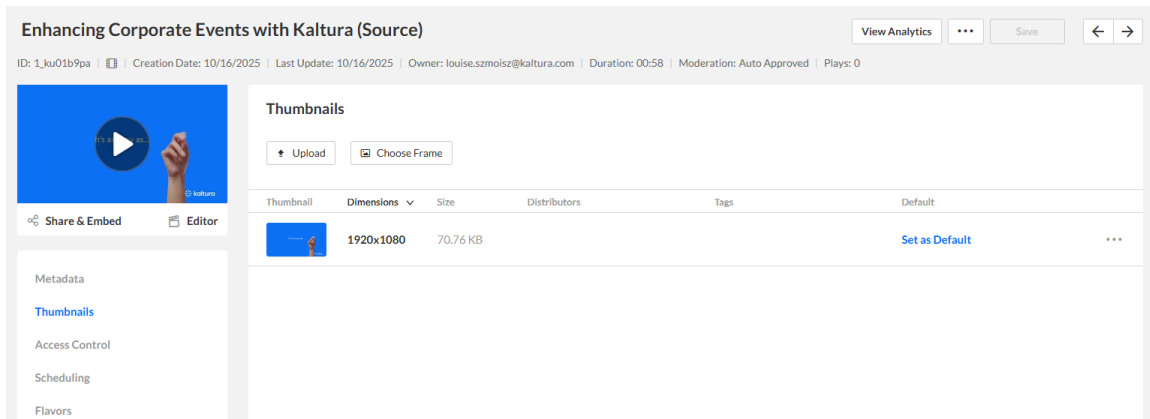 Enhancing Corporate Events with Kaltura (Source)
View Analytics ••• Save
ID: 1_ku01b9pa | Creation Date: 10/16/2025 | Last Update: 10/16/2025 | Owner: louise.szmoisz@kaltura.com | Duration: 00:58 | Moderation: Auto Approved | Plays: 0
kaltura
Share & Embed Editor
Metadata
Thumbnails
Access Control
Scheduling
Flavors
Thumbnails
Upload Choose Frame
Thumbnail Dimensions Size Distributors Tags Default
1920x1080 70.76 KB Set as Default •••